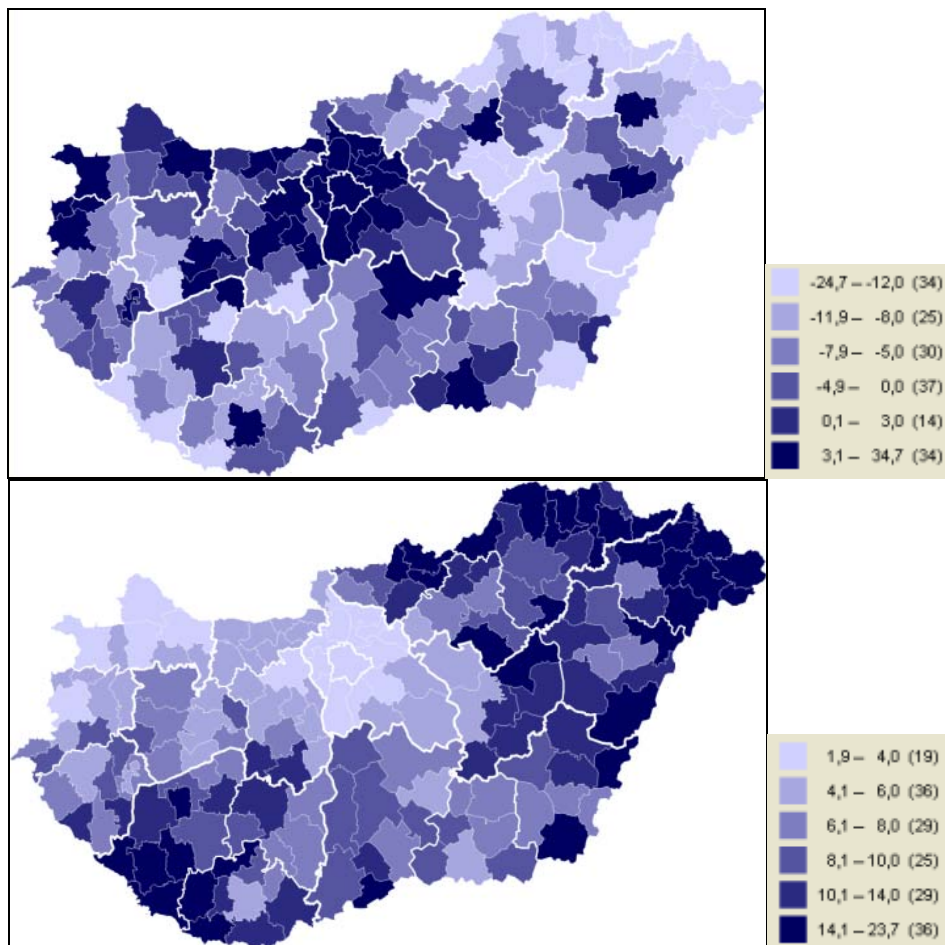 -24,7 – -12,0 (34)
-11,9 – -8,0 (25)
-7,9 – -5,0 (30)
-4,9 – 0,0 (37)
0,1 – 3,0 (14)
3,1 – 34,7 (34)
1,9 – 4,0 (19)
4,1 – 6,0 (36)
6,1 – 8,0 (29)
8,1 – 10,0 (25)
10,1 – 14,0 (29)
14,1 – 23,7 (36)